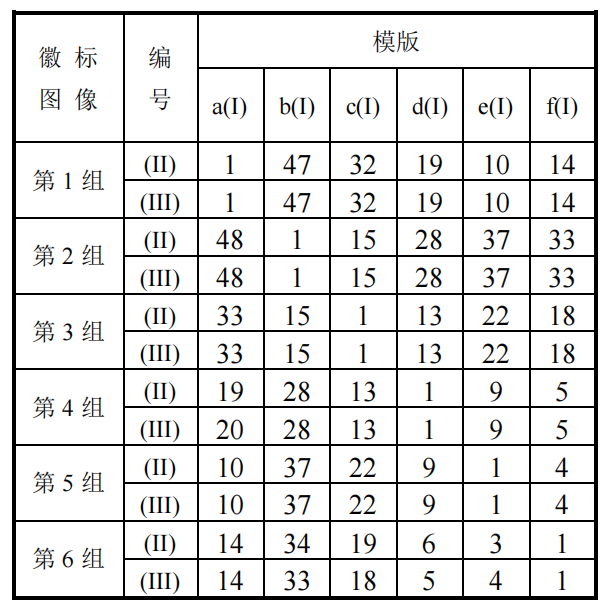 徽 标 图 像 编 号 模版
a(I) b(I) c(I) d(I) e(I) f(I)
第 1 组 (II) 1 47 32 19 10 14
(III) 1 47 32 19 10 14
第 2 组 (II) 48 1 15 28 37 33
(III) 48 1 15 28 37 33
第 3 组 (II) 33 15 1 13 22 18
(III) 33 15 1 13 22 18
第 4 组 (II) 19 28 13 1 9 5
(III) 20 28 13 1 9 5
第 5 组 (II) 10 37 22 9 1 4
(III) 10 37 22 9 1 4
第 6 组 (II) 14 34 19 6 3 1
(III) 14 33 18 5 4 1